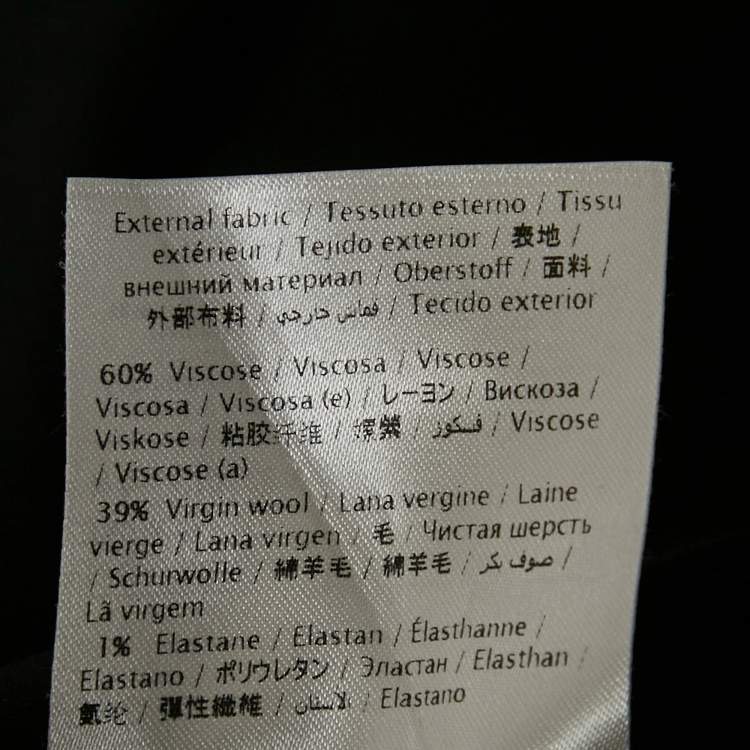 External fabric / Tessuto esterno / Tissu
extérieur / Tejido exterior / 表地 /
внешний материал / Oberstoff / 面料 /
外部布料 / قماش خارجي / Tecido exterior
60% Viscose / Viscosa / Viscose /
Viscosa / Viscosa (e) / レーヨン / Вискоза /
Viskose / 粘胶纤维 / 嫘縈 / فسكوز / Viscose
/ Viscose (a)
39% Virgin wool / Lana vergine / Laine
vierge / Lana virgen / 毛 / Чистая шерсть
/ Schurwolle / 綿羊毛 / 綿羊毛 / صوف بكر /
Lã virgem
1% Elastane / Elastan / Élasthanne /
Elastano / ポリウレタン / Эластан / Elasthan /
氨纶 / 彈性纖維 / الاستان / Elastano